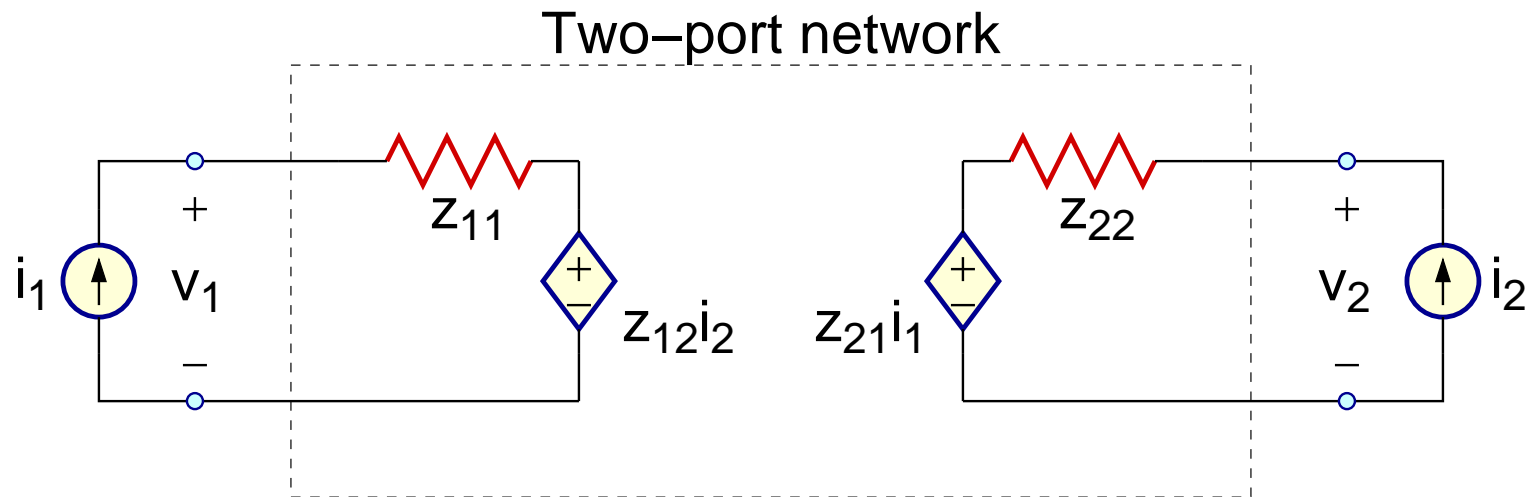 Two–port network
z11
z22
+
+
+
+
i1
v1
v2
i2
–
–
z12i2
z21i1
–
–